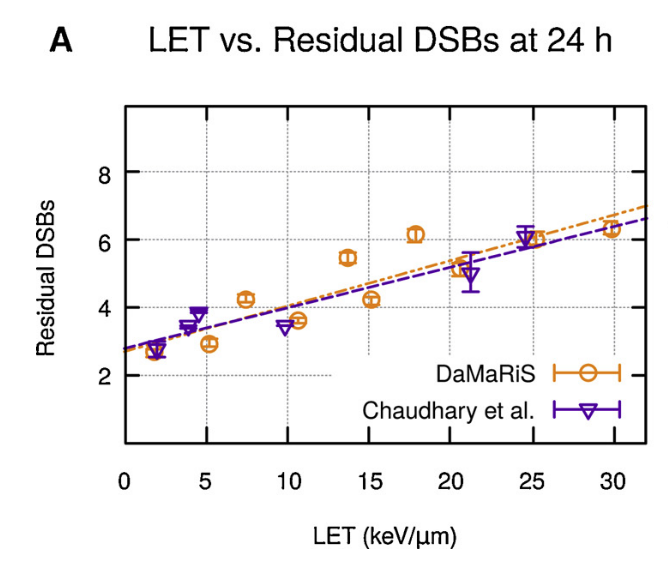 A LET vs. Residual DSBs at 24 h
Residual DSBs
8
6
4
2
DaMaRiS
Chaudhary et al.
0 5 10 15 20 25 30
LET (keV/µm)